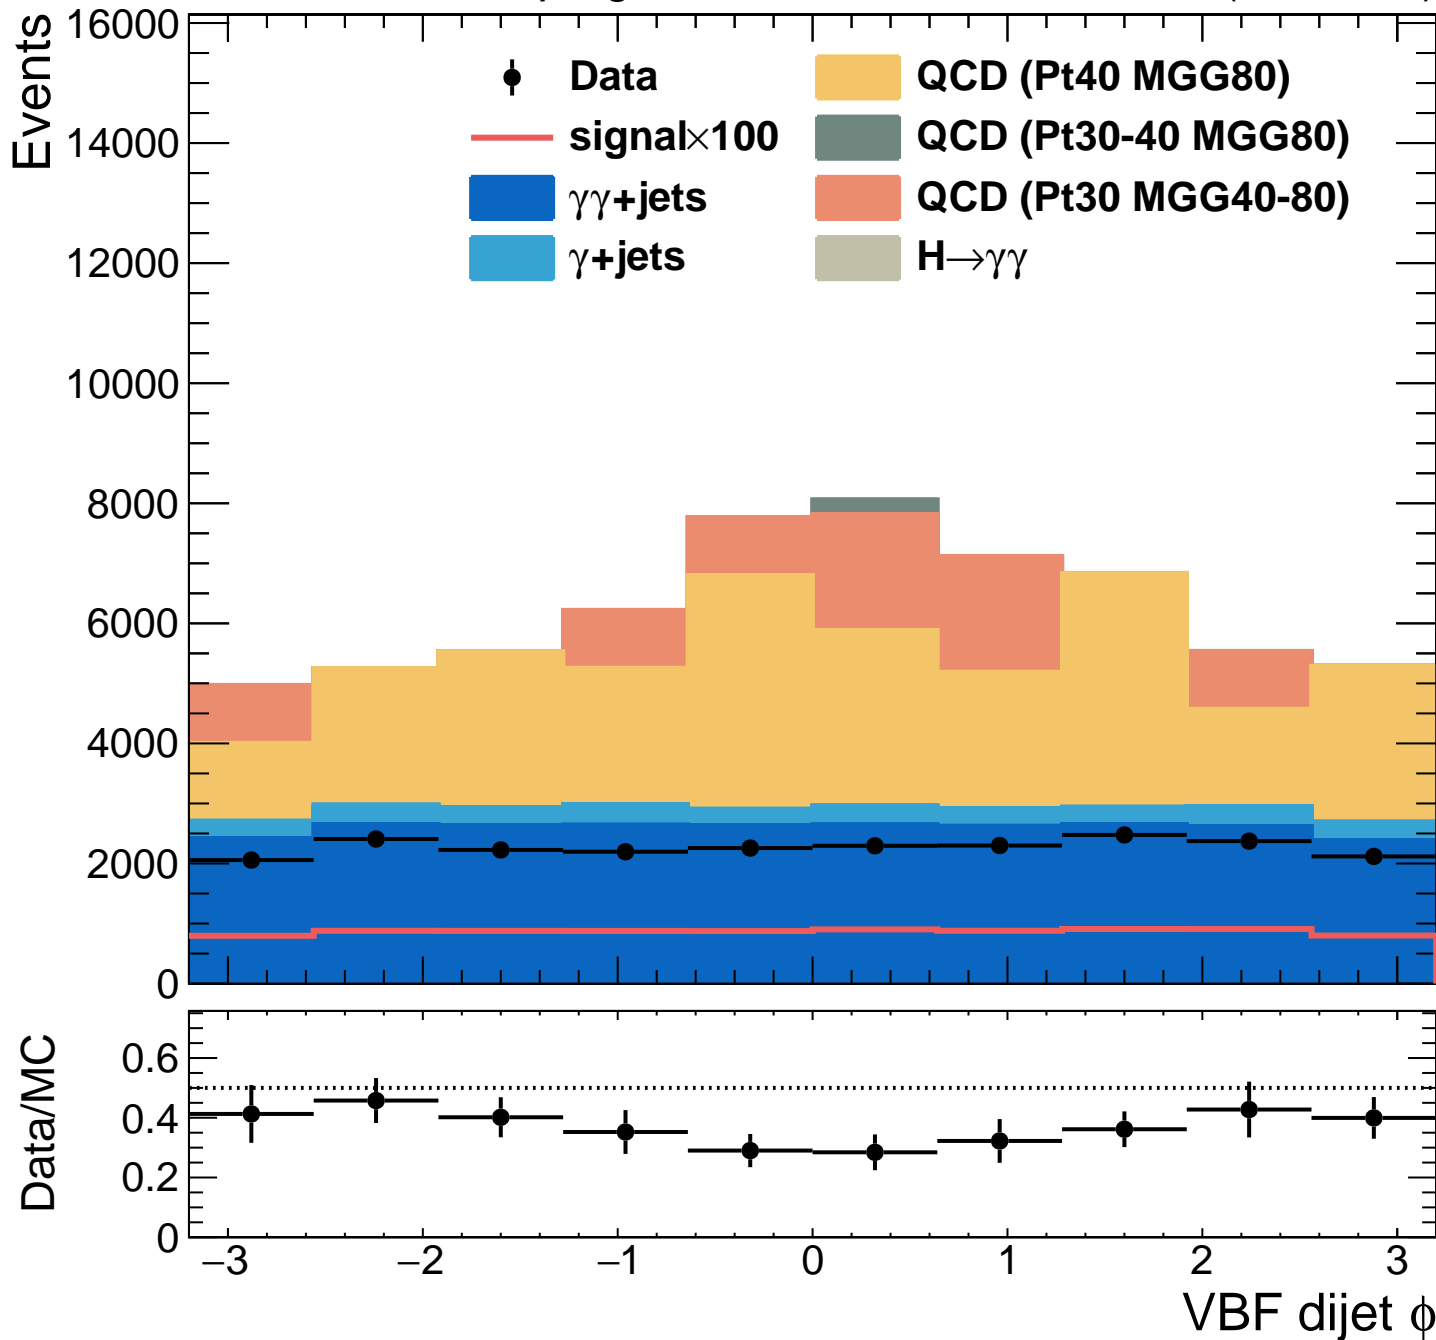 Events
16000
14000
12000
10000
8000
6000
4000
2000
0
Data
signal×100
γγ+jets
γ+jets
QCD (Pt40 MGG80)
QCD (Pt30-40 MGG80)
QCD (Pt30 MGG40-80)
H→γγ
Data/MC
0.6
0.4
0.2
0
−3 −2 −1 0 1 2 3
VBF dijet ϕ